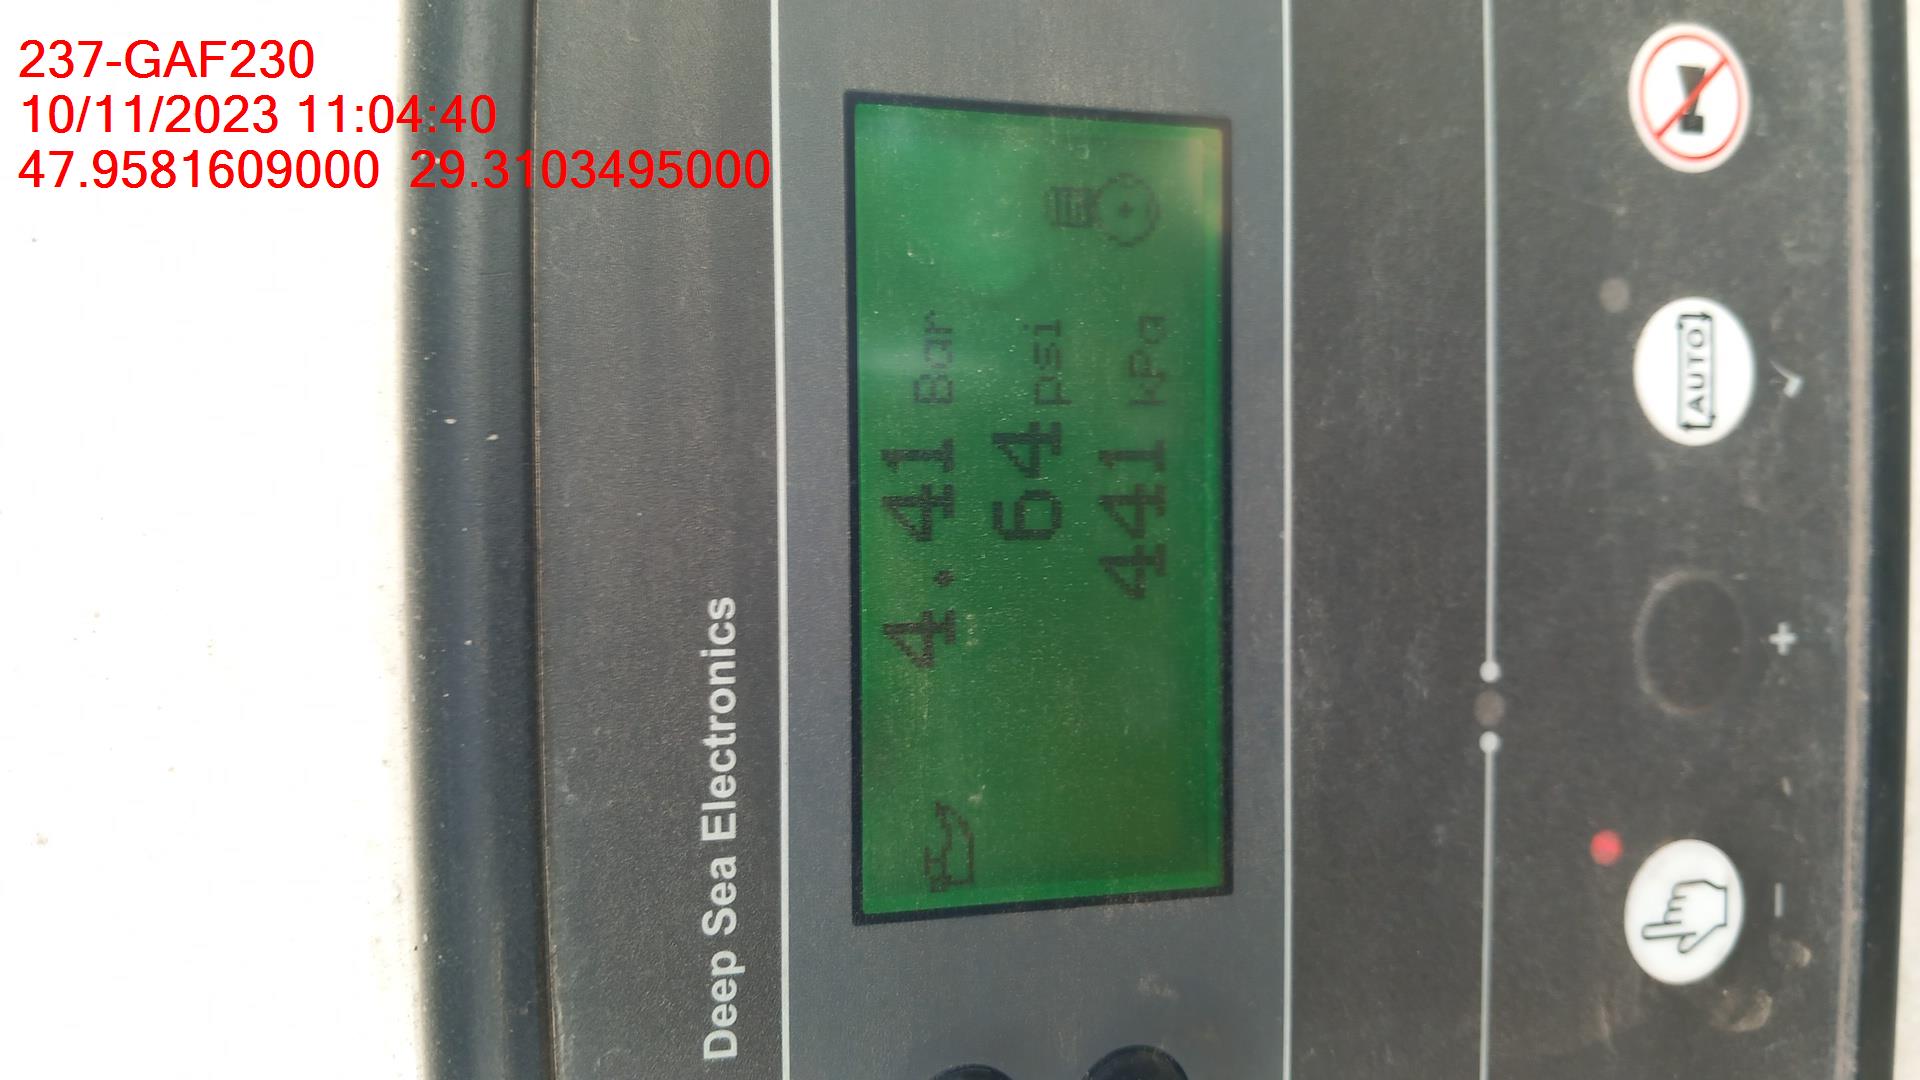 237-GAF230
10/11/2023 11:04:40
47.9581609000 29.3103495000
Deep Sea Electronics
4.41 Bar
64 psi
441 kPa
AUTO
+
-